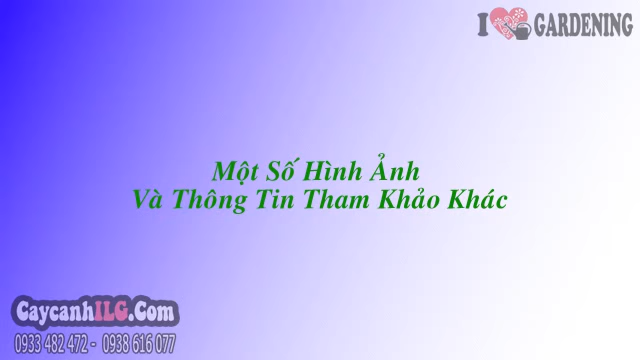 I GARDENING
Một Số Hình Ảnh
Và Thông Tin Tham Khảo Khác
CaycanhILG.Com
0933 482 472 - 0938 616 077